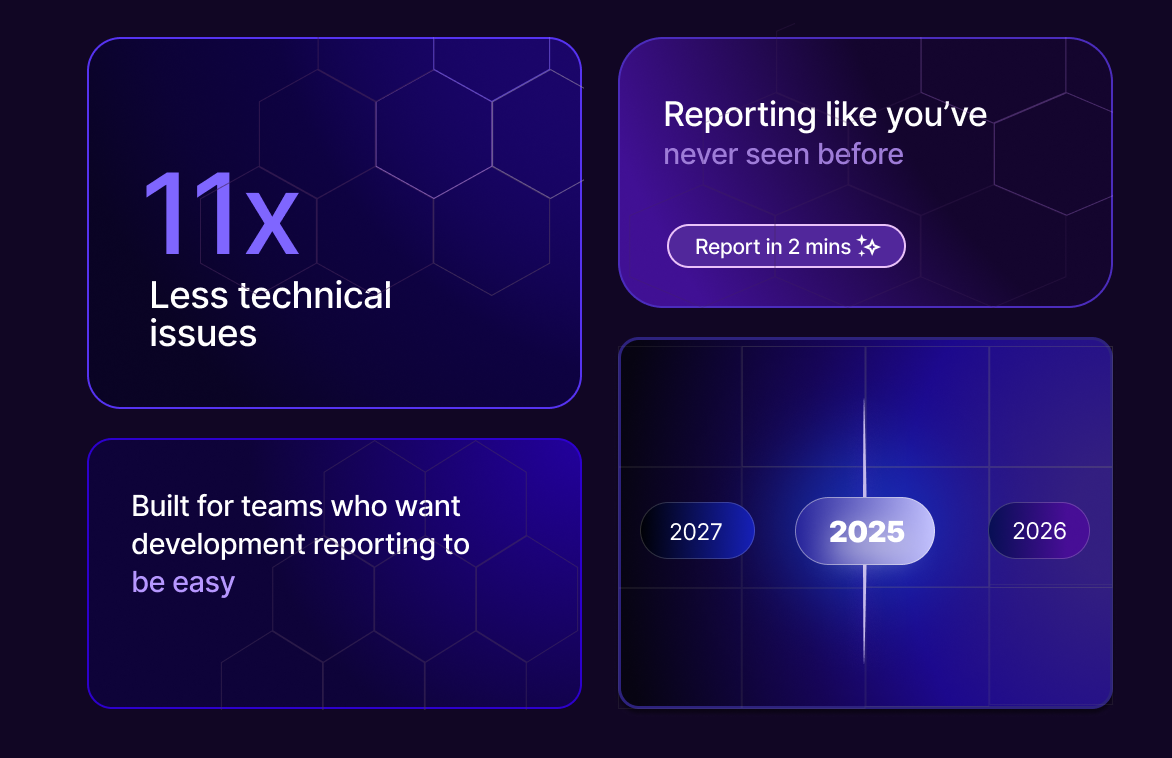 11x
Less technical
issues
Reporting like you’ve
never seen before
Report in 2 mins
Built for teams who want
development reporting to
be easy
2027
2025
2026